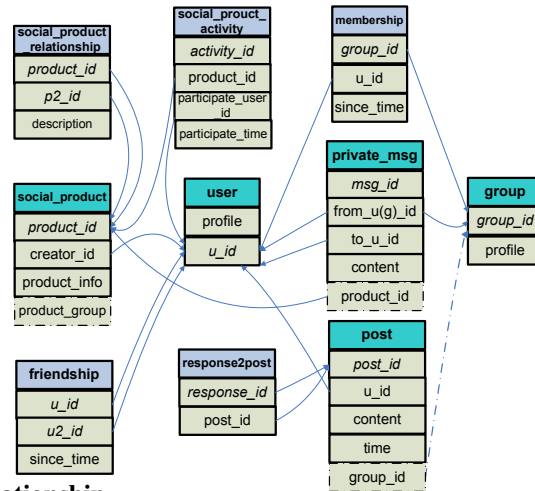 social_product
_relationship
product_id
p2_id
description
social_prouct_
activity
activity_id
product_id
participate_user_
id
participate_time
membership
group_id
u_id
since_time
social_product
product_id
creator_id
product_info
product_group
user
profile
u_id
private_msg
msg_id
from_u(g)_id
to_u_id
content
product_id
group
group_id
profile
friendship
u_id
u2_id
since_time
response2post
response_id
post_id
post
post_id
u_id
content
time
group_id